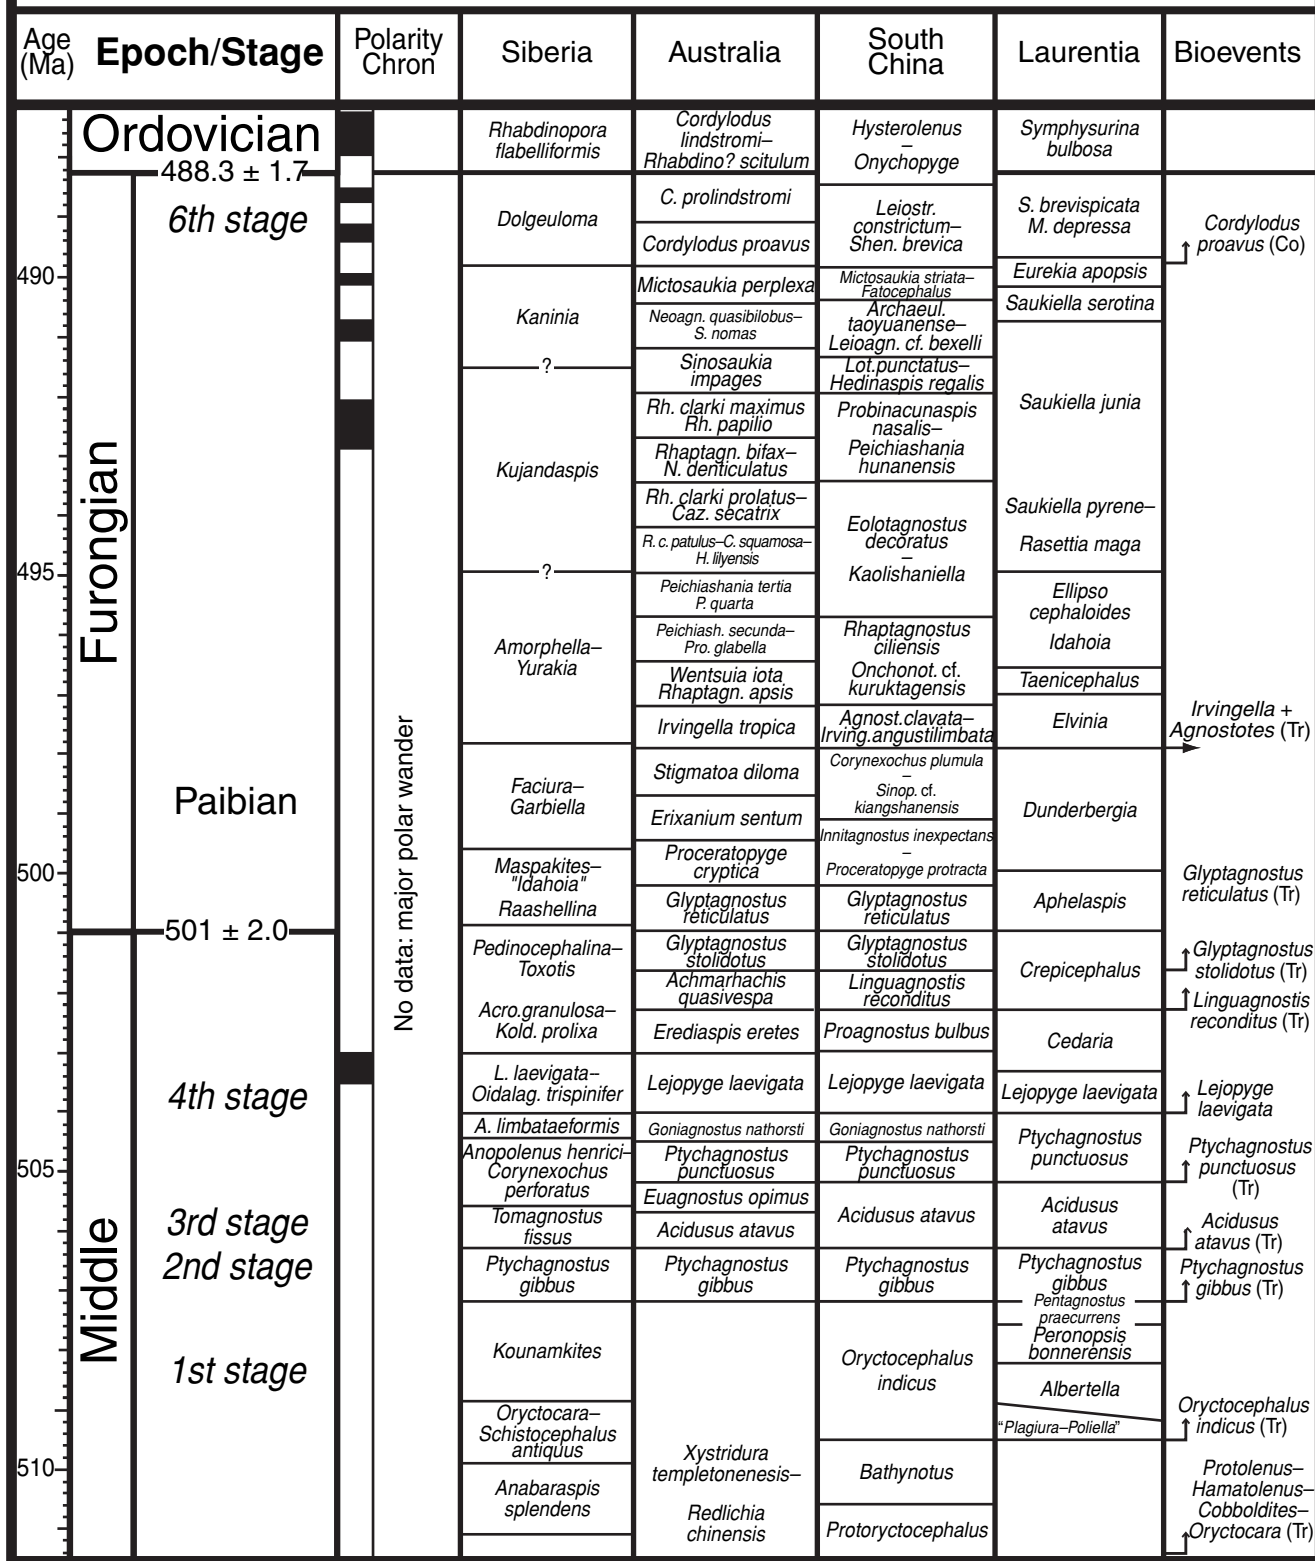 Age
(Ma)
Epoch/Stage
Polarity
Chron
Siberia
Australia
South
China
Laurentia
Bioevents
Ordovician
488.3 ± 1.7
6th stage
490
495
Furongian
Paibian
500
501 ± 2.0
4th stage
505
3rd stage
2nd stage
Middle
1st stage
510
No data: major polar wander
Rhabdinopora
flabelliformis
Dolgeuloma
Kaninia
?
Kujandaspis
?
Amorphella–
Yurakia
Faciura–
Garbiella
Maspakites–
"Idahoia"
Raashellina
Pedinocephalina–
Toxotis
Acro.granulosa–
Kold. prolixa
L. laevigata–
Oidalag. trispinifer
A. limbataeformis
Anopolenus henrici–
Corynexochus
perforatus
Tomagnostus
fissus
Ptychagnostus
gibbus
Kounamkites
Oryctocara–
Schistocephalus
antiquus
Anabaraspis
splendens
Cordylodus
lindstromi–
Rhabdino? scitulum
C. prolindstromi
Cordylodus proavus
Mictosaukia perplexa
Neoagn. quasibilobus–
S. nomas
Sinosaukia
impages
Rh. clarki maximus
Rh. papilio
Rhaptagn. bifax–
N. denticulatus
Rh. clarki prolatus–
Caz. secatrix
R. c. patulus–C. squamosa–
H. lilyensis
Peichiashania tertia
P. quarta
Peichiash. secunda–
Pro. glabella
Wentsuia iota
Rhaptagn. apsis
Irvingella tropica
Stigmatoa diloma
Erixanium sentum
Proceratopyge
cryptica
Glyptagnostus
reticulatus
Glyptagnostus
stolidotus
Achmarhachis
quasivespa
Erediaspis eretes
Lejopyge laevigata
Goniagnostus nathorsti
Ptychagnostus
punctuosus
Euagnostus opimus
Acidusus atavus
Ptychagnostus
gibbus
Xystridura
templetonenesis–
Redlichia
chinensis
Hysterolenus
–
Onychopyge
Leiostr.
constrictum–
Shen. brevica
Mictosaukia striata–
Fatocephalus
Archaeul.
taoyuanense–
Leioagn. cf. bexelli
Lot.punctatus–
Hedinaspis regalis
Probinacunaspis
nasalis–
Peichiashania
hunanensis
Eolotagnostus
decoratus
–
Kaolishaniella
Rhaptagnostus
ciliensis
Onchonot. cf.
kuruktagensis
Agnost.clavata–
Irving.angustilimbata
Corynexochus plumula
–
Sinop. cf.
kiangshanensis
Innitagnostus inexpectans
–
Proceratopyge protracta
Glyptagnostus
reticulatus
Glyptagnostus
stolidotus
Linguagnostis
reconditus
Proagnostus bulbus
Lejopyge laevigata
Goniagnostus nathorsti
Ptychagnostus
punctuosus
Acidusus atavus
Ptychagnostus
gibbus
Oryctocephalus
indicus
Bathynotus
Protoryctocephalus
Symphysurina
bulbosa
S. brevispicata
M. depressa
Eurekia apopsis
Saukiella serotina
Saukiella junia
Saukiella pyrene–
Rasettia maga
Ellipso
cephaloides
Idahoia
Taenicephalus
Elvinia
Dunderbergia
Aphelaspis
Crepicephalus
Cedaria
Lejopyge laevigata
Ptychagnostus
punctuosus
Acidusus
atavus
Ptychagnostus
gibbus
Pentagnostus
praecurrens
Peronopsis
bonnerensis
Albertella
“Plagiura–Poliella”
Cordylodus
proavus (Co)
Irvingella +
Agnostotes (Tr)
Glyptagnostus
reticulatus (Tr)
Glyptagnostus
stolidotus (Tr)
Linguagnostis
reconditus (Tr)
Lejopyge
laevigata
Ptychagnostus
punctuosus
(Tr)
Acidusus
atavus (Tr)
Ptychagnostus
gibbus (Tr)
Oryctocephalus
indicus (Tr)
Protolenus–
Hamatolenus–
Cobboldites–
Oryctocara (Tr)